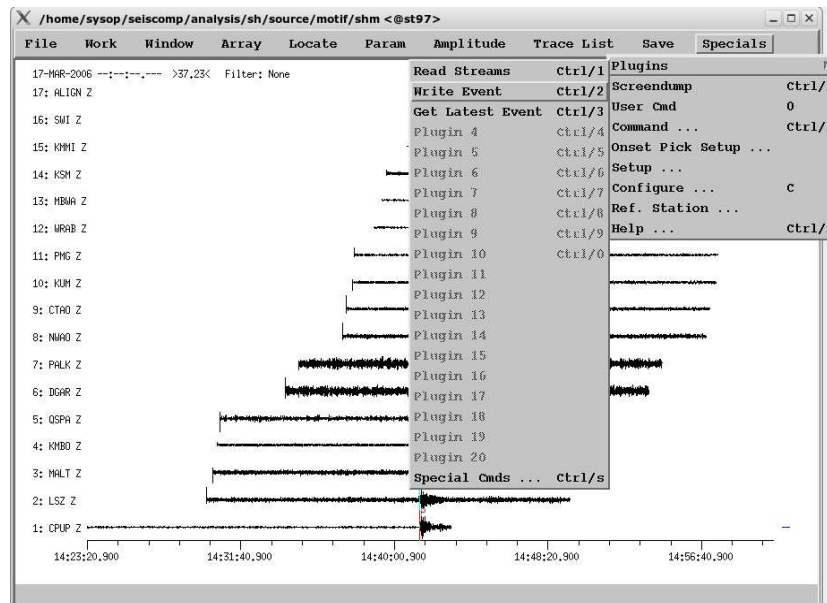 /home/sysop/seiscomp/analysis/sh/source/motif/shm <@st97>
File Work Window Array Locate Param Amplitude Trace List Save Specials
17-MAR-2006 --:--:--.--- >37,23< Filter: None
17: ALIGN Z
16: SWI Z
15: KMMI Z
14: KSM Z
13: MBWA Z
12: WRAB Z
11: PMG Z
10: KUM Z
9: CTAO Z
8: NWAO Z
7: PALK Z
6: DGAR Z
5: QSPA Z
4: KMBO Z
3: MALT Z
2: LSZ Z
1: CPUP Z
14:23:20,900 14:31:40,900 14:40:00,900 14:48:20,900 14:56:40,900
Read Streams Ctrl/1
Write Event Ctrl/2
Get Latest Event Ctrl/3
Plugin 4 Ctrl/4
Plugin 5 Ctrl/5
Plugin 6 Ctrl/6
Plugin 7 Ctrl/7
Plugin 8 Ctrl/8
Plugin 9 Ctrl/9
Plugin 10 Ctrl/0
Plugin 11
Plugin 12
Plugin 13
Plugin 14
Plugin 15
Plugin 16
Plugin 17
Plugin 18
Plugin 19
Plugin 20
Special Cmds ... Ctrl/s
Plugins
Screendump Ctrl/
User Cmd 0
Command ... Ctrl/
Onset Pick Setup ...
Setup ...
Configure ... C
Ref. Station ...
Help ... Ctrl/